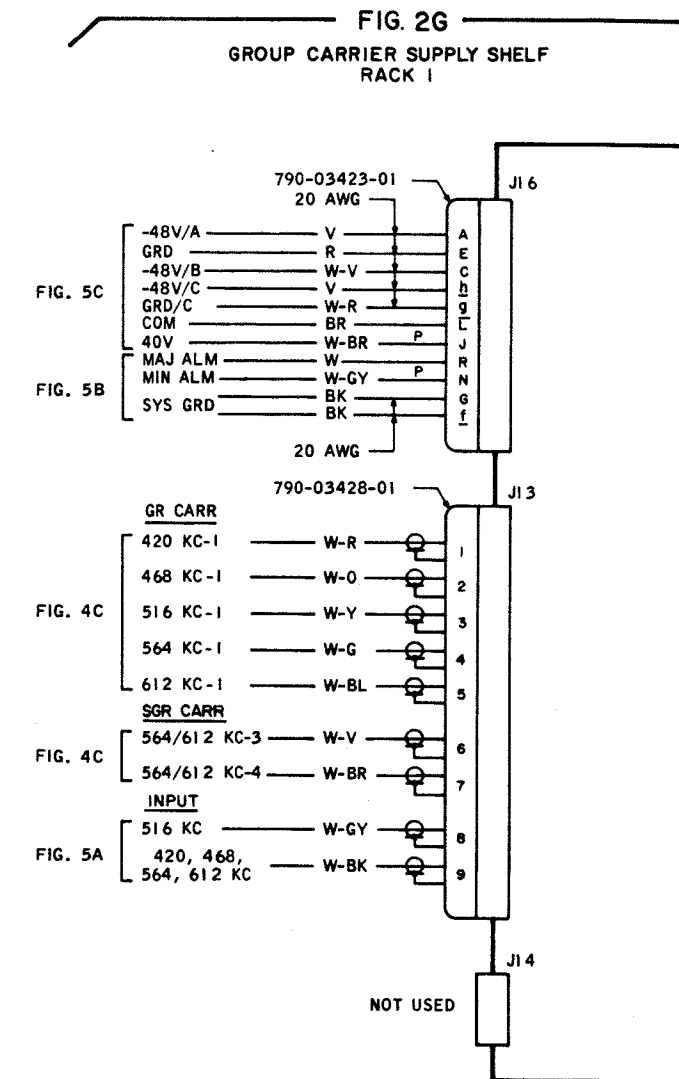 FIG. 2G
GROUP CARRIER SUPPLY SHELF
RACK 1
790-03423-01
J16
20 AWG
FIG. 5C
-48V/A V A
GRD R E
-48V/B W-V C
-48V/C V h
GRD/C W-R g
COM BR L
40V W-BR P J
FIG. 5B
MAJ ALM W R
MIN ALM W-GY P N
SYS GRD
BK G
BK f
20 AWG
790-03428-01
J13
GR CARR
FIG. 4C
420 KC-1 W-R 1
468 KC-1 W-O 2
516 KC-1 W-Y 3
564 KC-1 W-G 4
612 KC-1 W-BL 5
SGR CARR
FIG. 4C
564/612 KC-3 W-V 6
564/612 KC-4 W-BR 7
INPUT
FIG. 5A
516 KC W-GY 8
420, 468,
564, 612 KC W-BK 9
J14
NOT USED